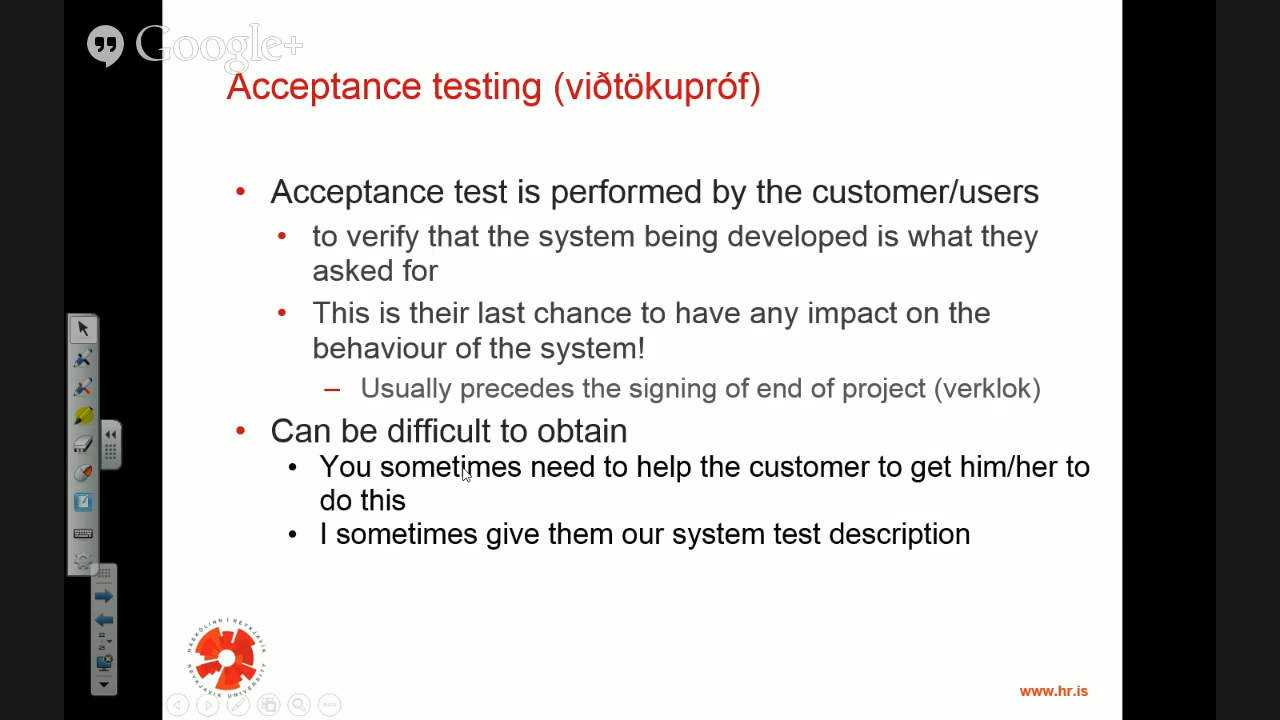 Google+
Acceptance testing (viðtökupróf)
• Acceptance test is performed by the customer/users
• to verify that the system being developed is what they
asked for
• This is their last chance to have any impact on the
behaviour of the system!
– Usually precedes the signing of end of project (verklok)
• Can be difficult to obtain
• You sometimes need to help the customer to get him/her to
do this
• I sometimes give them our system test description
HÁSKÓLINN Í REYKJAVÍK
REYKJAVIK UNIVERSITY
www.hr.is